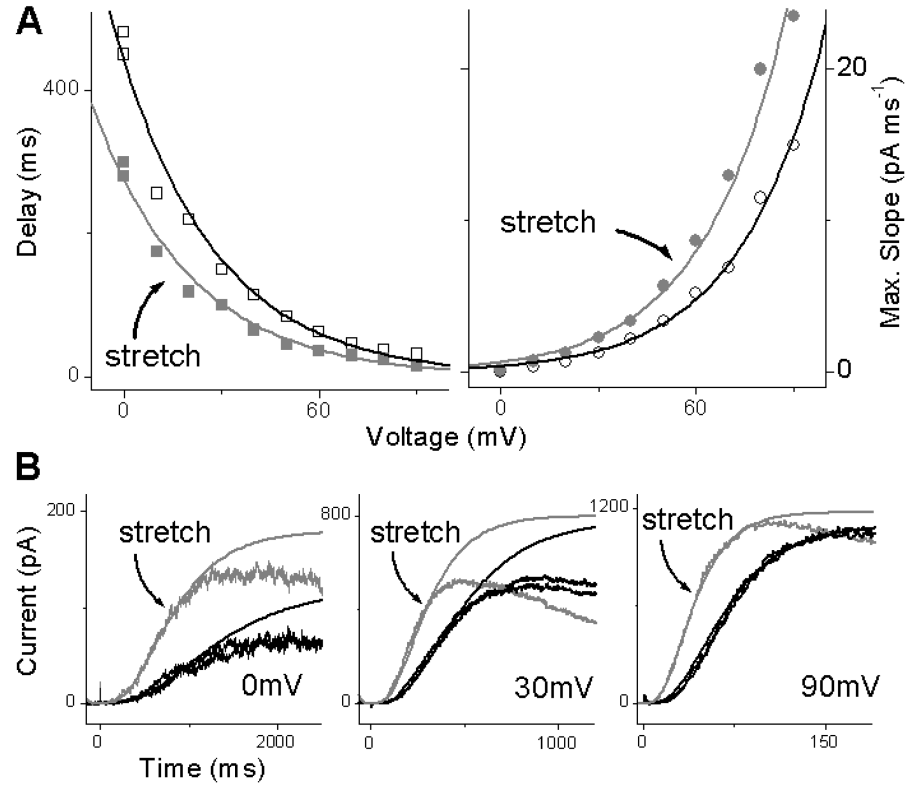 A
400
0
Delay (ms)
stretch
0
60
20
0
Max. Slope (pA ms-1)
stretch
0
60
Voltage (mV)
B
200
0
Current (pA)
stretch
0mV
0
2000
800
0
stretch
30mV
0
1000
1200
0
stretch
90mV
0
150
Time (ms)